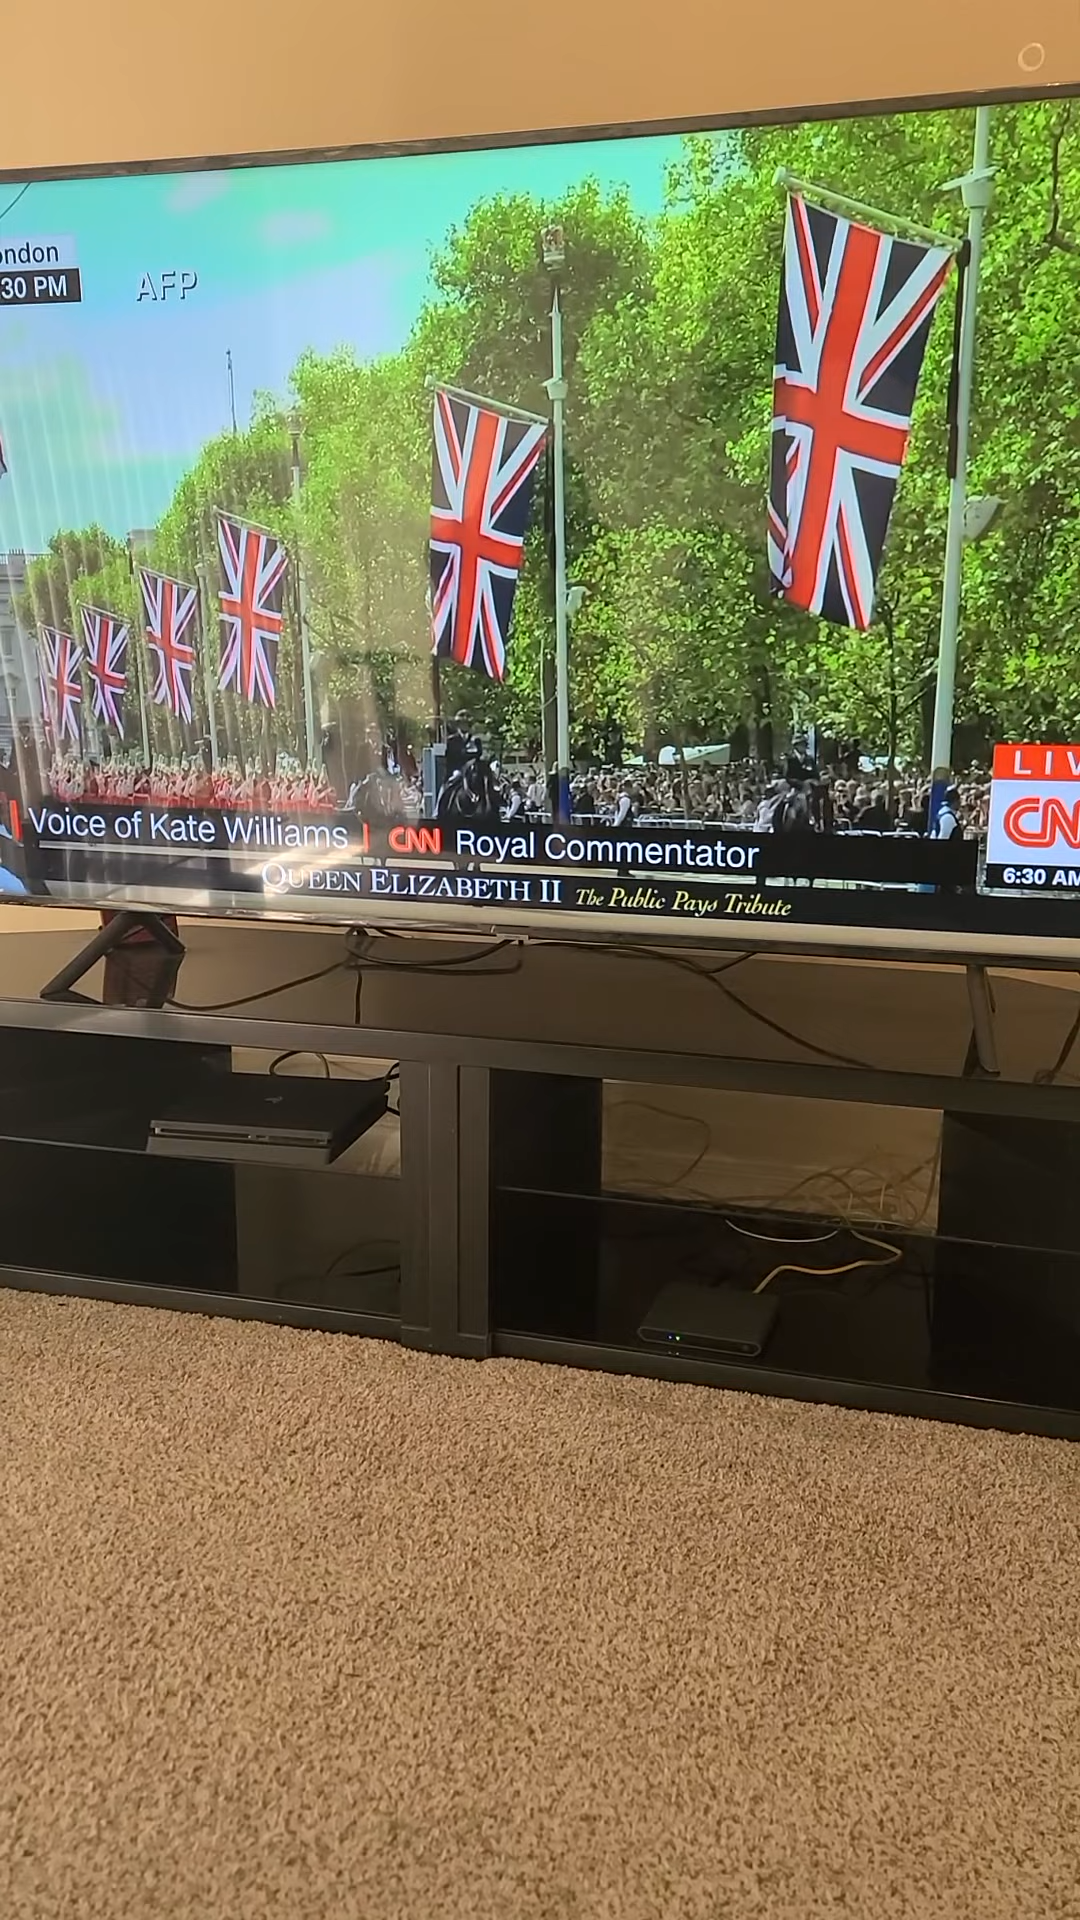 ondon
30 PM
AFP
LIV
CN
6:30 AM
Voice of Kate Williams | CNN Royal Commentator
QUEEN ELIZABETH II The Public Pays Tribute